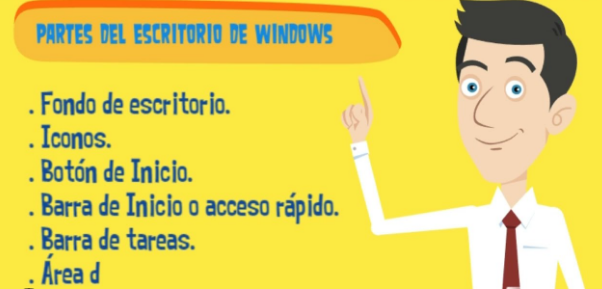 PARTES DEL ESCRITORIO DE WINDOWS
. Fondo de escritorio.
. Iconos.
. Botón de Inicio.
. Barra de Inicio o acceso rápido.
. Barra de tareas.
. Área d